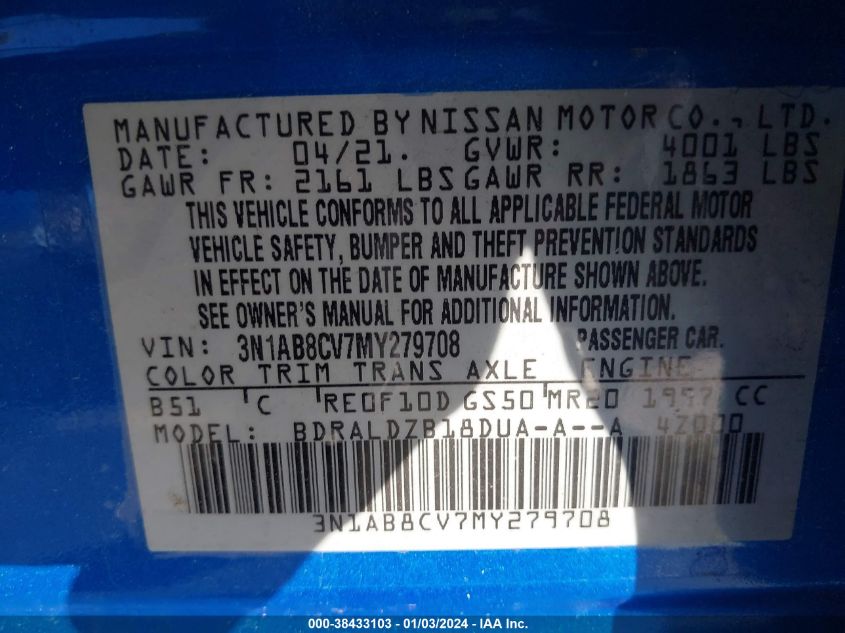 MANUFACTURED BY NISSAN MOTOR CO., LTD.
DATE: 04/21. GVWR: 4001 LBS
GAWR FR: 2161 LBS GAWR RR: 1863 LBS
THIS VEHICLE CONFORMS TO ALL APPLICABLE FEDERAL MOTOR
VEHICLE SAFETY, BUMPER AND THEFT PREVENTION STANDARDS
IN EFFECT ON THE DATE OF MANUFACTURE SHOWN ABOVE.
SEE OWNER'S MANUAL FOR ADDITIONAL INFORMATION.
VIN: 3N1AB8CV7MY279708 PASSENGER CAR.
COLOR TRIM TRANS AXLE ENGINE
B51 C RE0F10D GS50 MR20 1997 CC
MODEL: BDRALDZB18DUA-A--A 4Z000
3N1AB8CV7MY279708
000-38433103 - 01/03/2024 - IAA Inc.